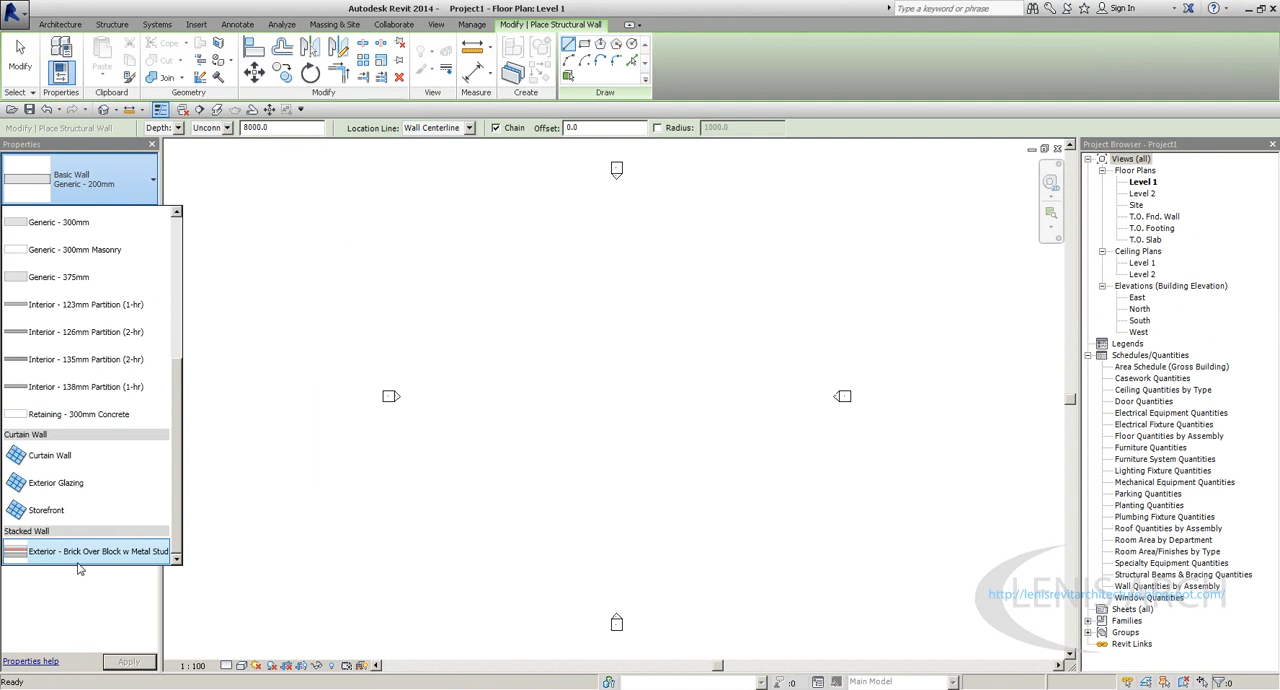 Autodesk Revit 2014 - Project1 - Floor Plan: Level 1
Type a keyword or phrase
Sign In
Architecture Structure Systems Insert Annotate Analyze Massing & Site Collaborate View Manage Modify | Place Structural Wall
Modify
Paste
Cope
Cut
Join
Select Properties Clipboard Geometry Modify View Measure Create Draw
Modify | Place Structural Wall Depth: Unconn 8000.0 Location Line: Wall Centerline Chain Offset: 0.0 Radius: 1000.0
Properties
Basic Wall
Generic - 200mm
Generic - 300mm
Generic - 300mm Masonry
Generic - 375mm
Interior - 123mm Partition (1-hr)
Interior - 126mm Partition (2-hr)
Interior - 135mm Partition (2-hr)
Interior - 138mm Partition (1-hr)
Retaining - 300mm Concrete
Curtain Wall
Curtain Wall
Exterior Glazing
Storefront
Stacked Wall
Exterior - Brick Over Block w Metal Stud
Properties help
Apply
2D
Project Browser - Project1
Views (all)
Floor Plans
Level 1
Level 2
Site
T.O. Fnd. Wall
T.O. Footing
T.O. Slab
Ceiling Plans
Level 1
Level 2
Elevations (Building Elevation)
East
North
South
West
Legends
Schedules/Quantities
Area Schedule (Gross Building)
Casework Quantities
Ceiling Quantities by Type
Door Quantities
Electrical Equipment Quantities
Electrical Fixture Quantities
Floor Quantities by Assembly
Furniture Quantities
Furniture System Quantities
Lighting Fixture Quantities
Mechanical Equipment Quantities
Parking Quantities
Planting Quantities
Plumbing Fixture Quantities
Roof Quantities by Assembly
Room Area by Department
Room Area/Finishes by Type
Specialty Equipment Quantities
Structural Beams & Bracing Quantities
Wall Quantities by Assembly
Window Quantities
Sheets (all)
Families
Groups
Revit Links
LENIS ARCH
http://lenisrevitarchitecture.blogspot.com/
1 : 100
Ready
:0
Main Model
:0